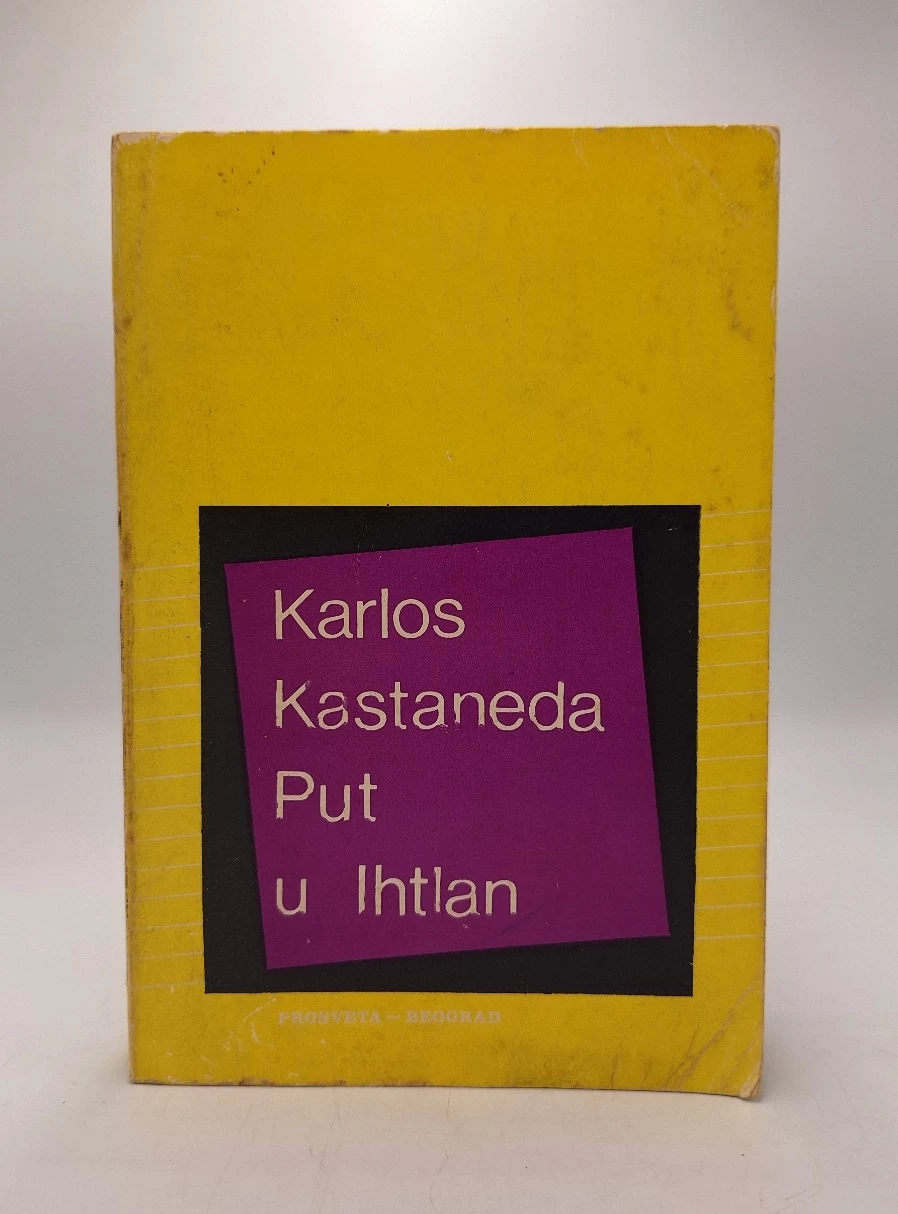 Karlos
Kastaneda
Put
u Ihtlan
PROSVETA – BEOGRAD